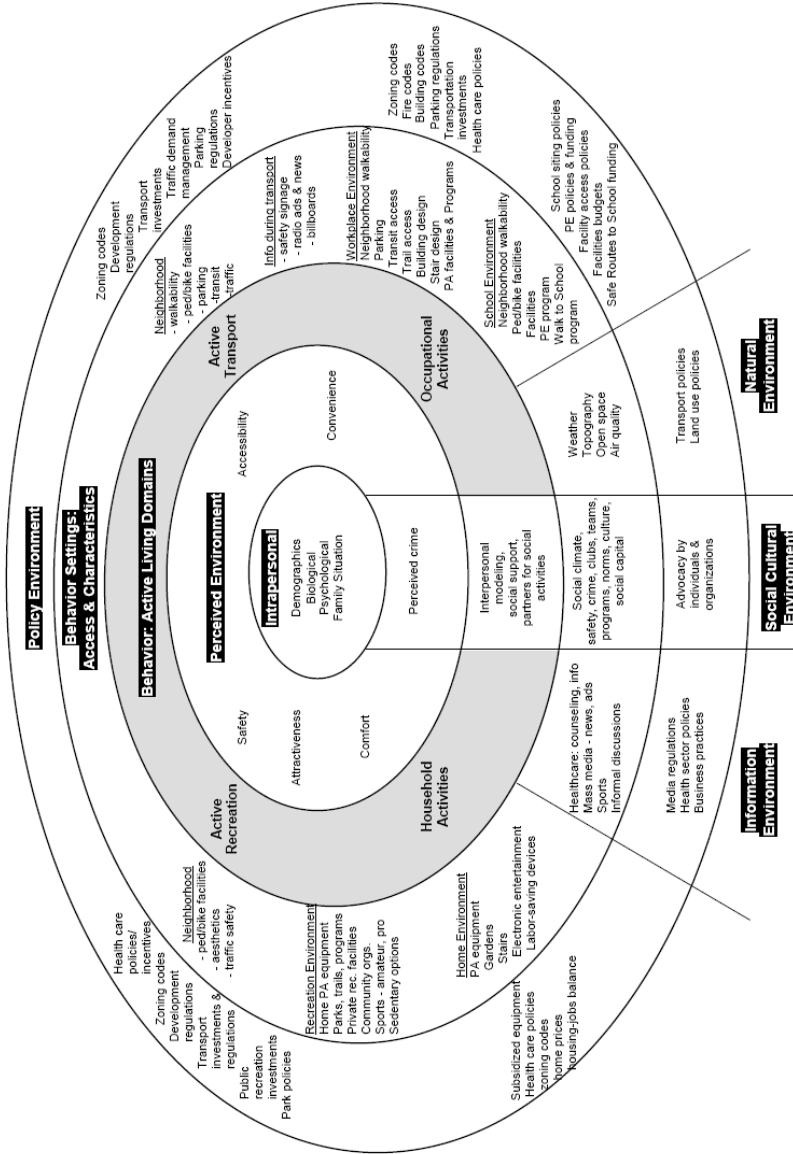 Policy Environment
Behavior Settings:
Access & Characteristics
Behavior: Active Living Domains
Perceived Environment
Intrapersonal
Demographics
Biological
Psychological
Family Situation
Safety
Attractiveness
Comfort
Accessibility
Convenience
Perceived crime
Active
Recreation
Active
Transport
Household
Activities
Occupational
Activities
Interpersonal
modeling,
social support,
partners for social
activities
Health care
policies/
incentives
Zoning codes
Development
regulations
Transport
investments &
regulations
Public
recreation
investments
Park policies
Neighborhood
- ped/bike facilities
- aesthetics
- traffic safety
Recreation Environment
Home PA equipment
Parks, trails, programs
Private rec. facilities
Community orgs.
Sports - amateur, pro
Sedentary options
Home Environment
PA equipment
Gardens
Stairs
Electronic entertainment
Labor-saving devices
Subsidized equipment
Health care policies
zoning codes
home prices
housing-jobs balance
Zoning codes
Development
regulations
Transport
investments
Traffic demand
management
Parking
regulations
Developer incentives
Neighborhood
- walkability
- ped/bike facilities
- parking
-transit
-traffic
Info during transport
- safety signage
- radio ads & news
- billboards
Workplace Environment
Neighborhood walkability
Parking
Transit access
Trail access
Building design
Stair design
PA facilities & Programs
Zoning codes
Fire codes
Building codes
Parking regulations
Transportation
investments
Health care policies
School Environment
Neighborhood walkability
Ped/bike facilities
Facilities
PE program
Walk to School
program
School siting policies
PE policies & funding
Facility access policies
Facilities budgets
Safe Routes to School funding
Healthcare: counseling, info
Mass media - news, ads
Sports
Informal discussions
Media regulations
Health sector policies
Business practices
Information
Environment
Social climate,
safety, crime, clubs, teams,
programs, norms, culture,
social capital
Advocacy by
individuals &
organizations
Social Cultural
Environment
Weather
Topography
Open space
Air quality
Transport policies
Land use policies
Natural
Environment